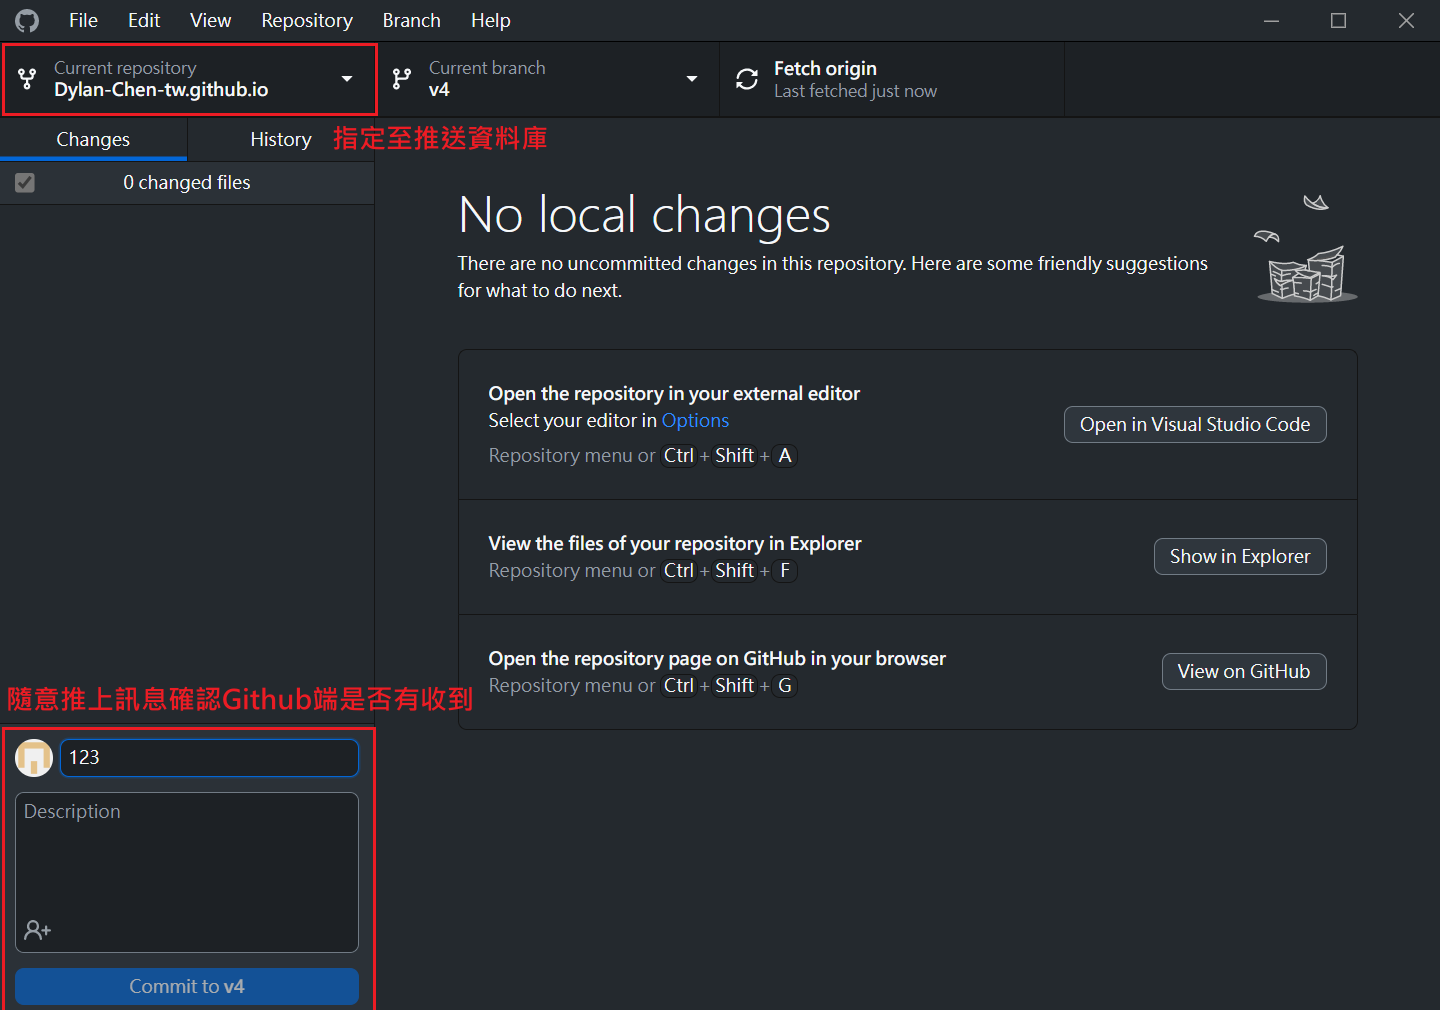 File Edit View Repository Branch Help
Current repository
Dylan-Chen-tw.github.io
Current branch
v4
Fetch origin
Last fetched just now
Changes
History
指定至推送資料庫
0 changed files
No local changes
There are no uncommitted changes in this repository. Here are some friendly suggestions
for what to do next.
Open the repository in your external editor
Select your editor in Options
Repository menu or Ctrl + Shift + A
Open in Visual Studio Code
View the files of your repository in Explorer
Repository menu or Ctrl + Shift + F
Show in Explorer
Open the repository page on GitHub in your browser
Repository menu or Ctrl + Shift + G
View on GitHub
隨意推上訊息確認Github端是否有收到
123
Description
Commit to v4